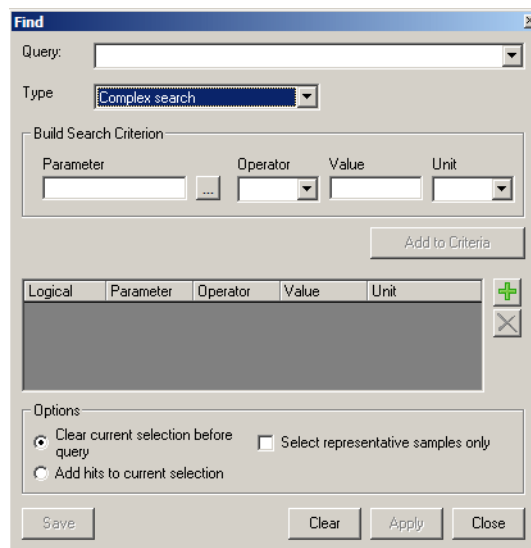 Find
Query:
Type Complex search
Build Search Criterion
Parameter Operator Value Unit
...
Add to Criteria
Logical Parameter Operator Value Unit
Options
Clear current selection before
query
Select representative samples only
Add hits to current selection
Save Clear Apply Close